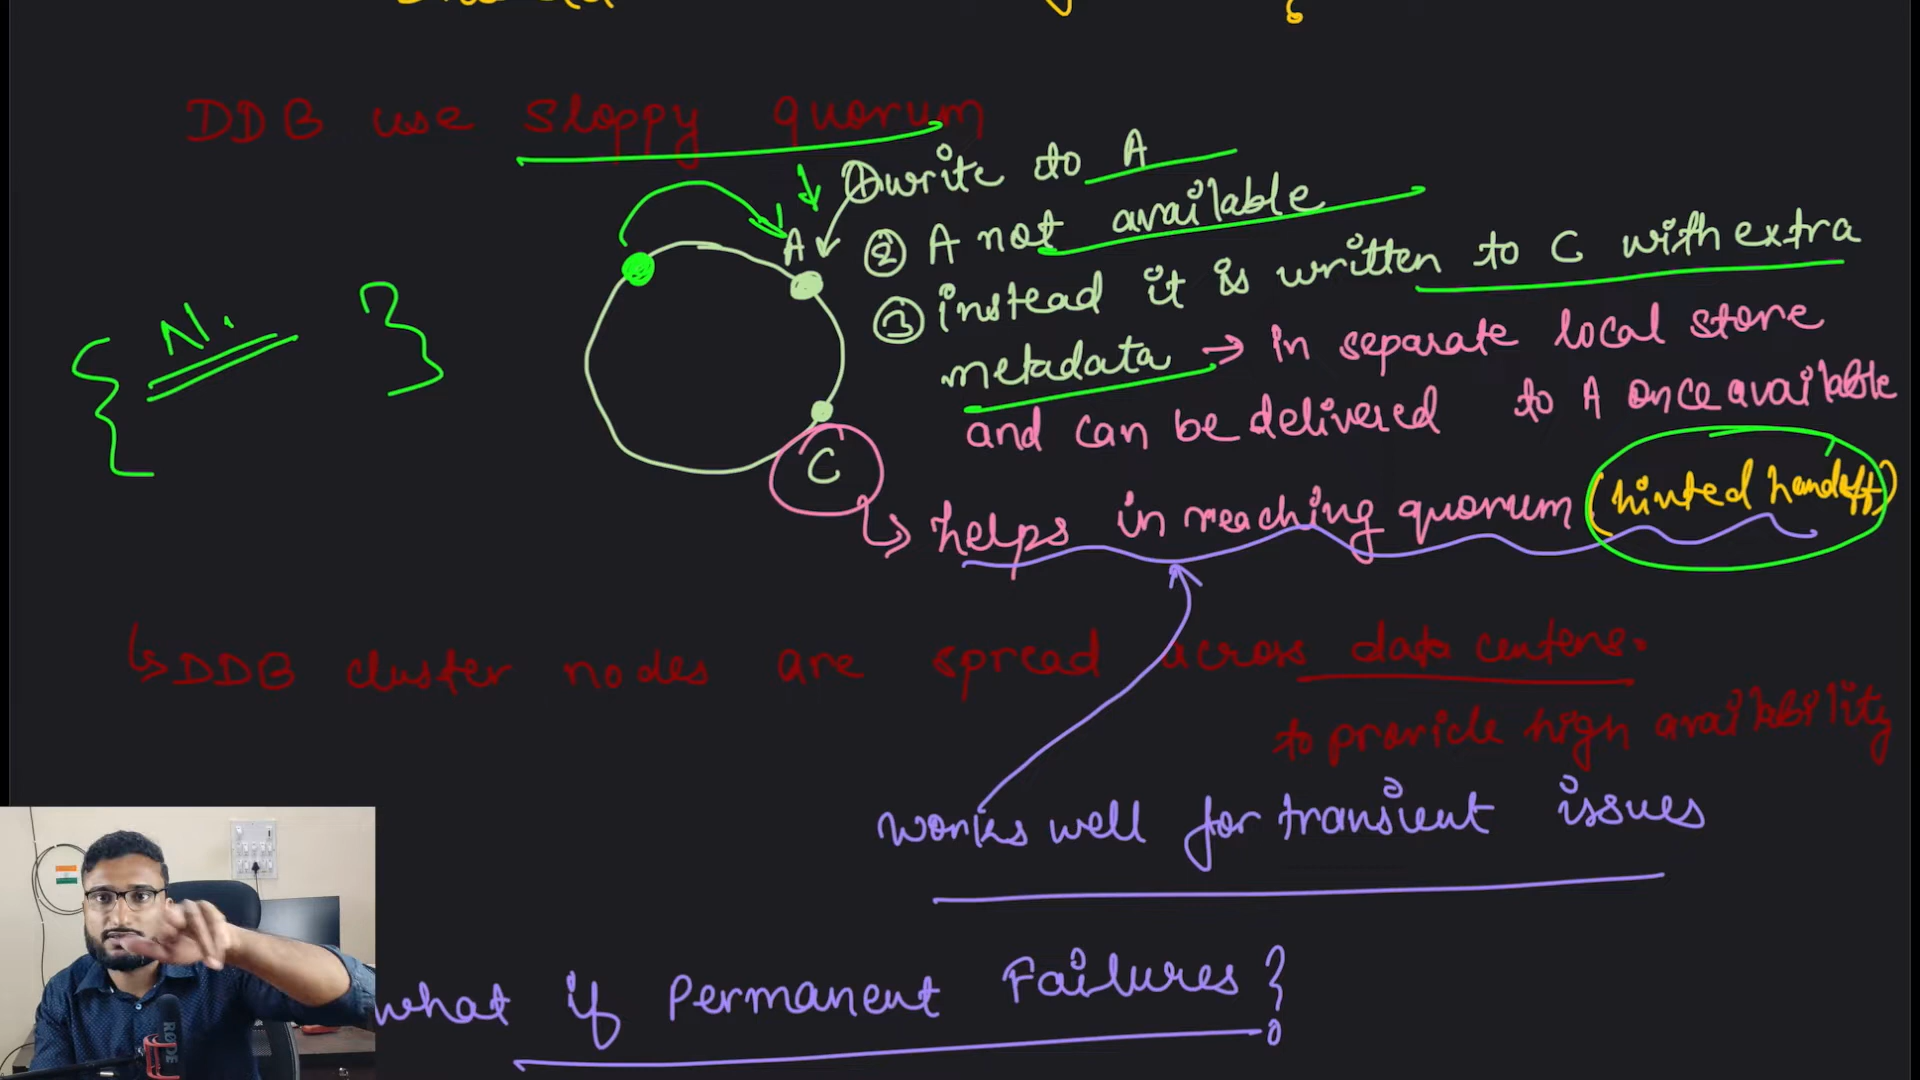 DDB use sloppy quorum
① write to A
② A not available
③ instead it is written to C with extra
metadata → in separate local store
and can be delivered to A once available
A
{ N. }
C
helps in reaching quorum (hinted handoff)
↳ DDB cluster nodes are spread across data centers.
to provide high availability
works well for transient issues
what if Permanent Failures?
RØDE